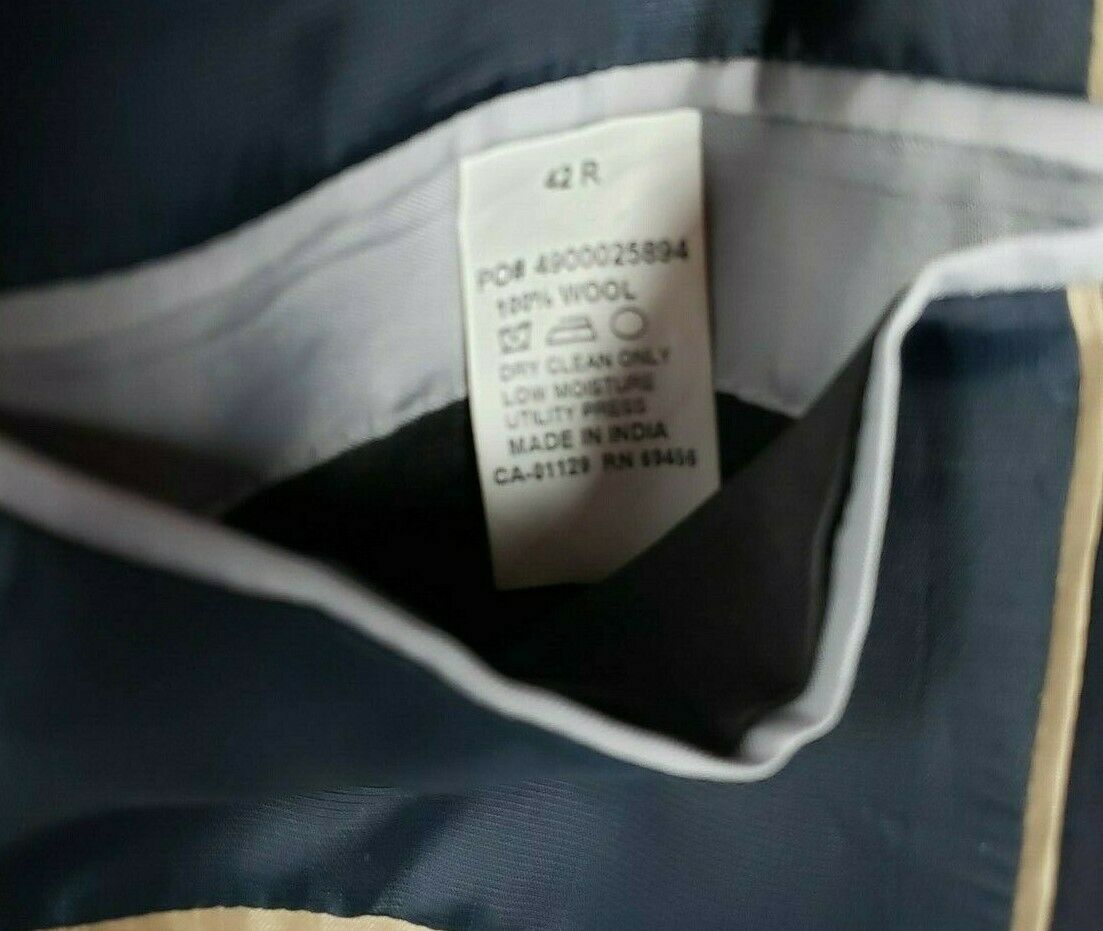 42 R
PO# 4900025894
100% WOOL
DRY CLEAN ONLY
LOW MOISTURE
UTILITY PRESS
MADE IN INDIA
CA-01129 RN 69456